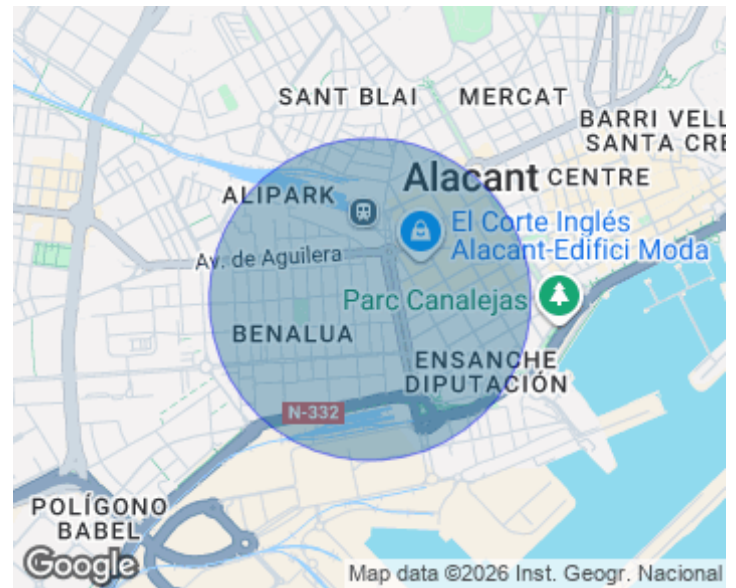 SANT BLAI
MERCAT
BARRI VELL
SANTA CRE
Alacant
CENTRE
ALIPARK
El Corte Inglés
Alacant-Edifici Moda
Av. de Aguilera
Parc Canalejas
BENALUA
ENSANCHE
DIPUTACIÓN
N-332
POLÍGONO
BABEL
Google
Map data ©2026 Inst. Geogr. Nacional